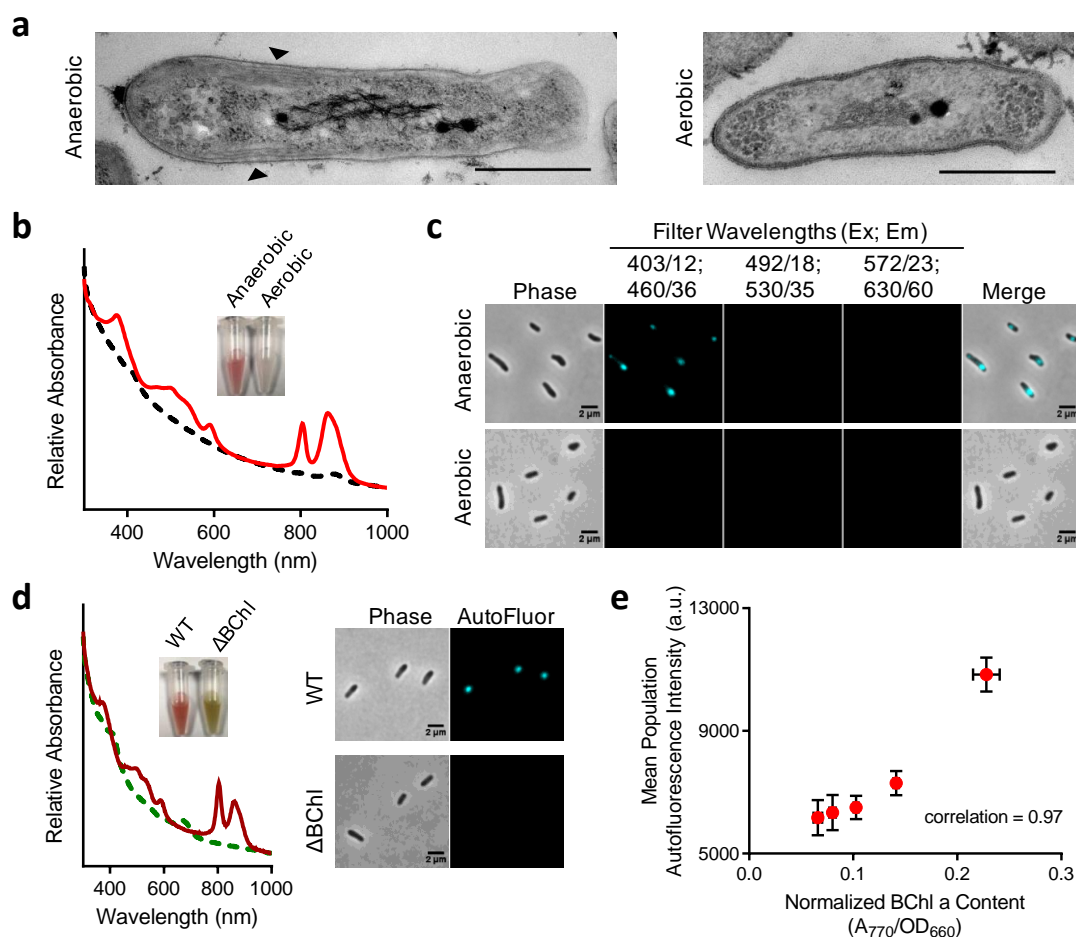 a
Anaerobic
Aerobic
b
Relative Absorbance
Anaerobic
Aerobic
400
600
800
1000
Wavelength (nm)
c
Filter Wavelengths (Ex; Em)
403/12;
460/36
492/18;
530/35
572/23;
630/60
Phase
Merge
Anaerobic
2 µm
2 µm
Aerobic
2 µm
2 µm
d
Relative Absorbance
WT
ΔBChl
400
600
800
1000
Wavelength (nm)
Phase
AutoFluor
WT
2 µm
ΔBChl
2 µm
e
Mean Population
Autofluorescence Intensity (a.u.)
13000
9000
5000
correlation = 0.97
0.0
0.1
0.2
0.3
Normalized BChl a Content
(A770/OD660)